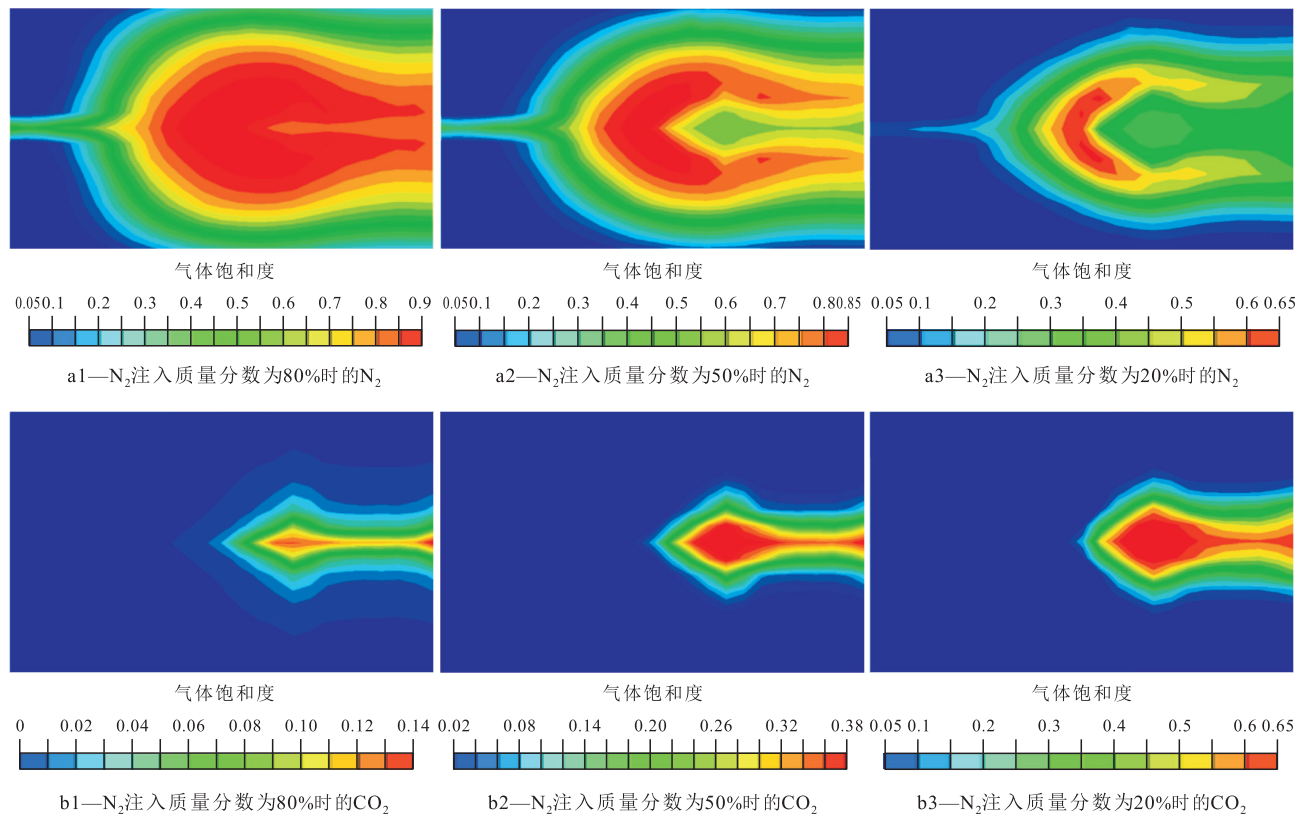 气体饱和度 气体饱和度 气体饱和度
0.05 0.1 0.2 0.3 0.4 0.5 0.6 0.7 0.8 0.9 0.05 0.1 0.2 0.3 0.4 0.5 0.6 0.7 0.8 0.85 0.05 0.1 0.2 0.3 0.4 0.5 0.6 0.65
a1—N₂注入质量分数为80%时的N₂ a2—N₂注入质量分数为50%时的N₂ a3—N₂注入质量分数为20%时的N₂
气体饱和度 气体饱和度 气体饱和度
0 0.02 0.04 0.06 0.08 0.10 0.12 0.14 0.02 0.08 0.14 0.20 0.26 0.32 0.38 0.05 0.1 0.2 0.3 0.4 0.5 0.6 0.65
b1—N₂注入质量分数为80%时的CO₂ b2—N₂注入质量分数为50%时的CO₂ b3—N₂注入质量分数为20%时的CO₂